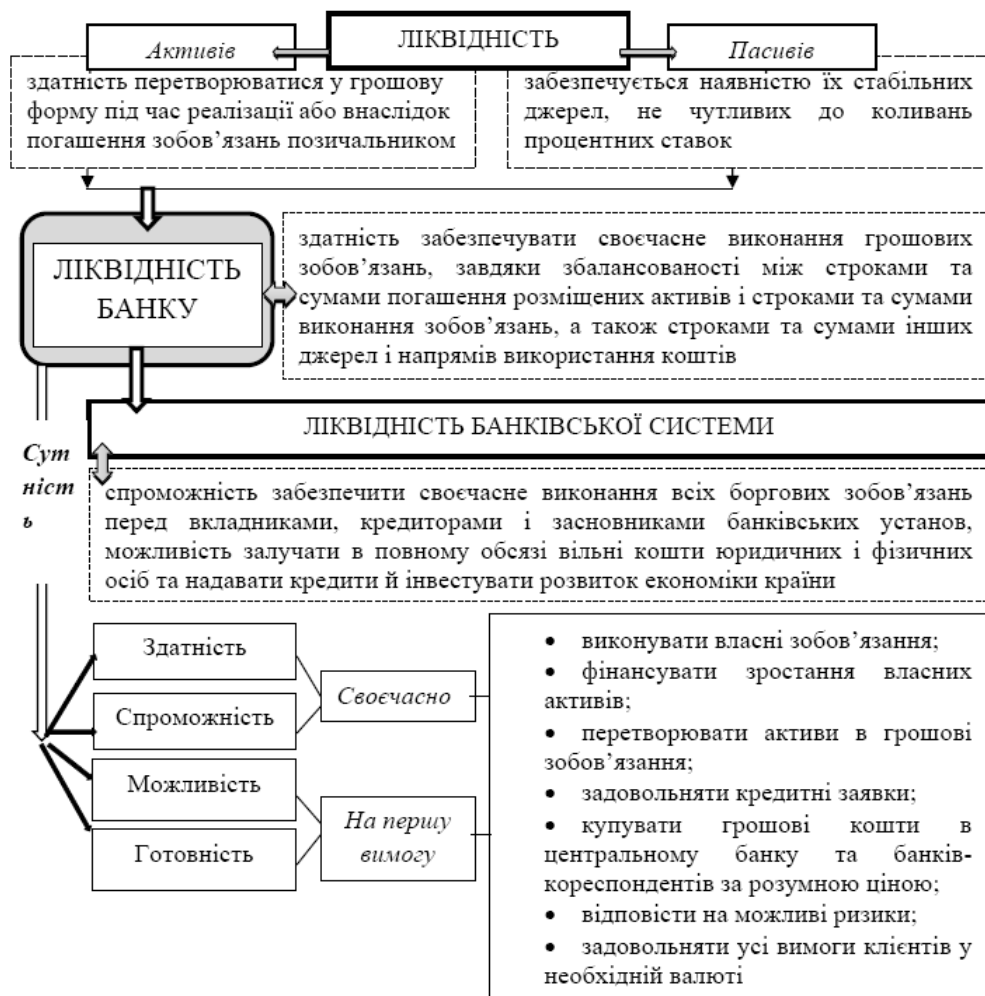 ЛІКВІДНІСТЬ
Активів
Пасивів
здатність перетворюватися у грошову
форму під час реалізації або внаслідок
погашення зобов’язань позичальником
забезпечується наявністю їх стабільних
джерел, не чутливих до коливань
процентних ставок
ЛІКВІДНІСТЬ
БАНКУ
здатність забезпечувати своєчасне виконання грошових
зобов’язань, завдяки збалансованості між строками та
сумами погашення розміщених активів і строками та сумами
виконання зобов’язань, а також строками та сумами інших
джерел і напрямів використання коштів
ЛІКВІДНІСТЬ БАНКІВСЬКОЇ СИСТЕМИ
Сут
ніст
ь
спроможність забезпечити своєчасне виконання всіх боргових зобов’язань
перед вкладниками, кредиторами і засновниками банківських установ,
можливість залучати в повному обсязі вільні кошти юридичних і фізичних
осіб та надавати кредити й інвестувати розвиток економіки країни
Здатність
Спроможність
Можливість
Готовність
Своєчасно
На першу
вимогу
• виконувати власні зобов’язання;
• фінансувати зростання власних
активів;
• перетворювати активи в грошові
зобов’язання;
• задовольняти кредитні заявки;
• купувати грошові кошти в
центральному банку та банків-
кореспондентів за розумною ціною;
• відповісти на можливі ризики;
• задовольняти усі вимоги клієнтів у
необхідній валюті